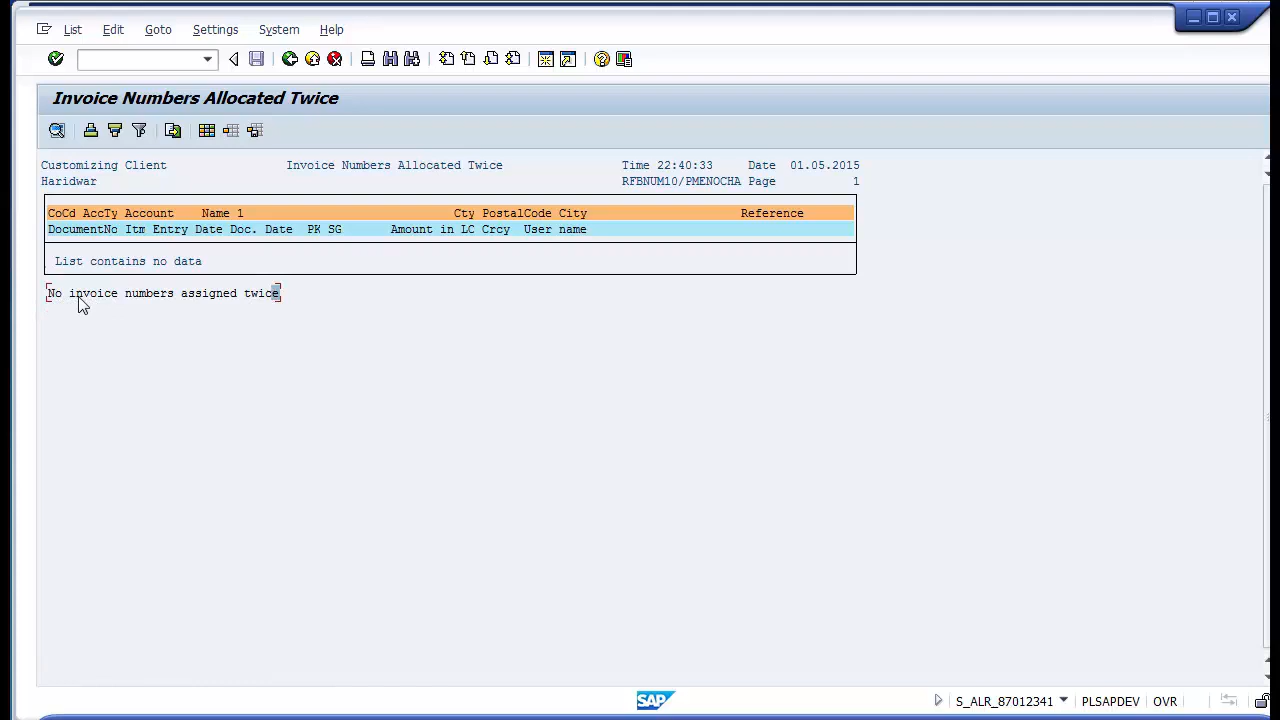 List Edit Goto Settings System Help
Invoice Numbers Allocated Twice
Customizing Client Invoice Numbers Allocated Twice Time 22:40:33 Date 01.05.2015
Haridwar RFBNUM10/PMENOCHA Page 1
CoCd AccTy Account Name 1 Cty PostalCode City Reference
DocumentNo Itm Entry Date Doc. Date PK SG Amount in LC Crcy User name
List contains no data
No invoice numbers assigned twice
SAP S_ALR_87012341 PLSAPDEV OVR